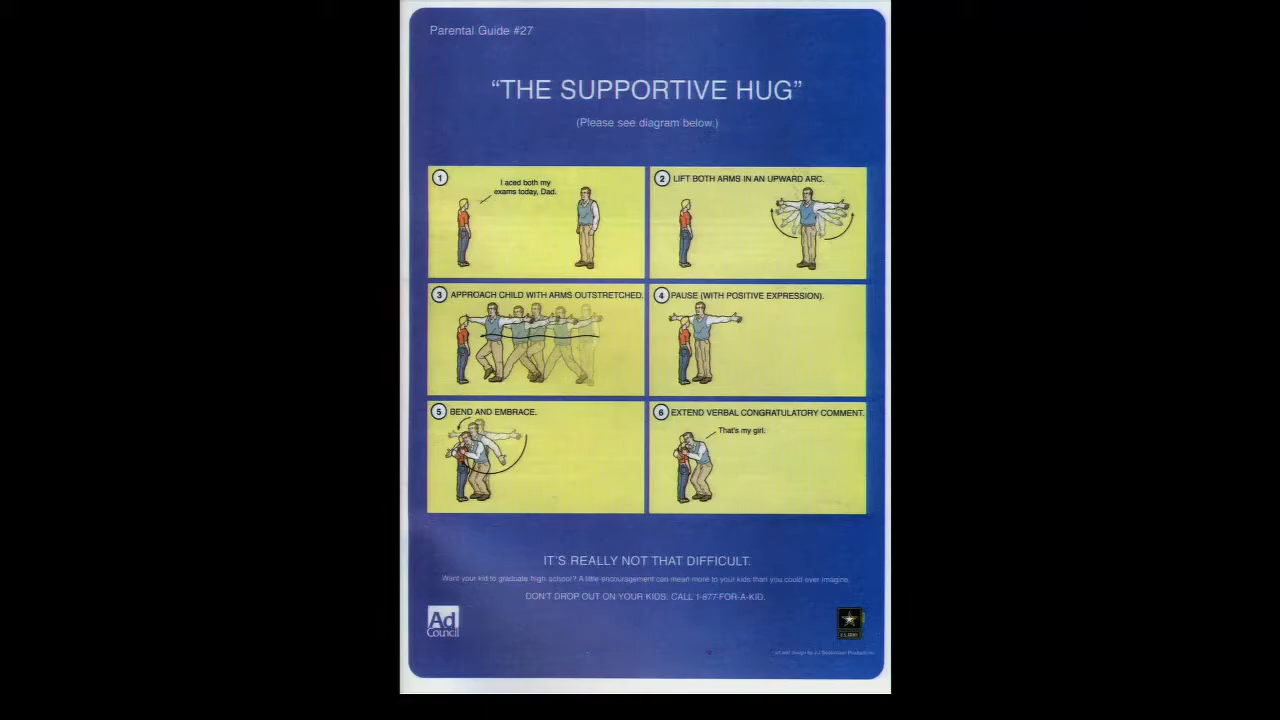 Parental Guide #27
“THE SUPPORTIVE HUG”
(Please see diagram below.)
1
I aced both my
exams today, Dad.
2 LIFT BOTH ARMS IN AN UPWARD ARC.
3 APPROACH CHILD WITH ARMS OUTSTRETCHED.
4 PAUSE (WITH POSITIVE EXPRESSION).
5 BEND AND EMBRACE.
6 EXTEND VERBAL CONGRATULATORY COMMENT.
That's my girl.
IT'S REALLY NOT THAT DIFFICULT.
Want your kid to graduate high school? A little encouragement can mean more to your kids than you could ever imagine.
DON'T DROP OUT ON YOUR KIDS. CALL 1-877-FOR-A-KID.
Ad
Council
U.S. ARMY